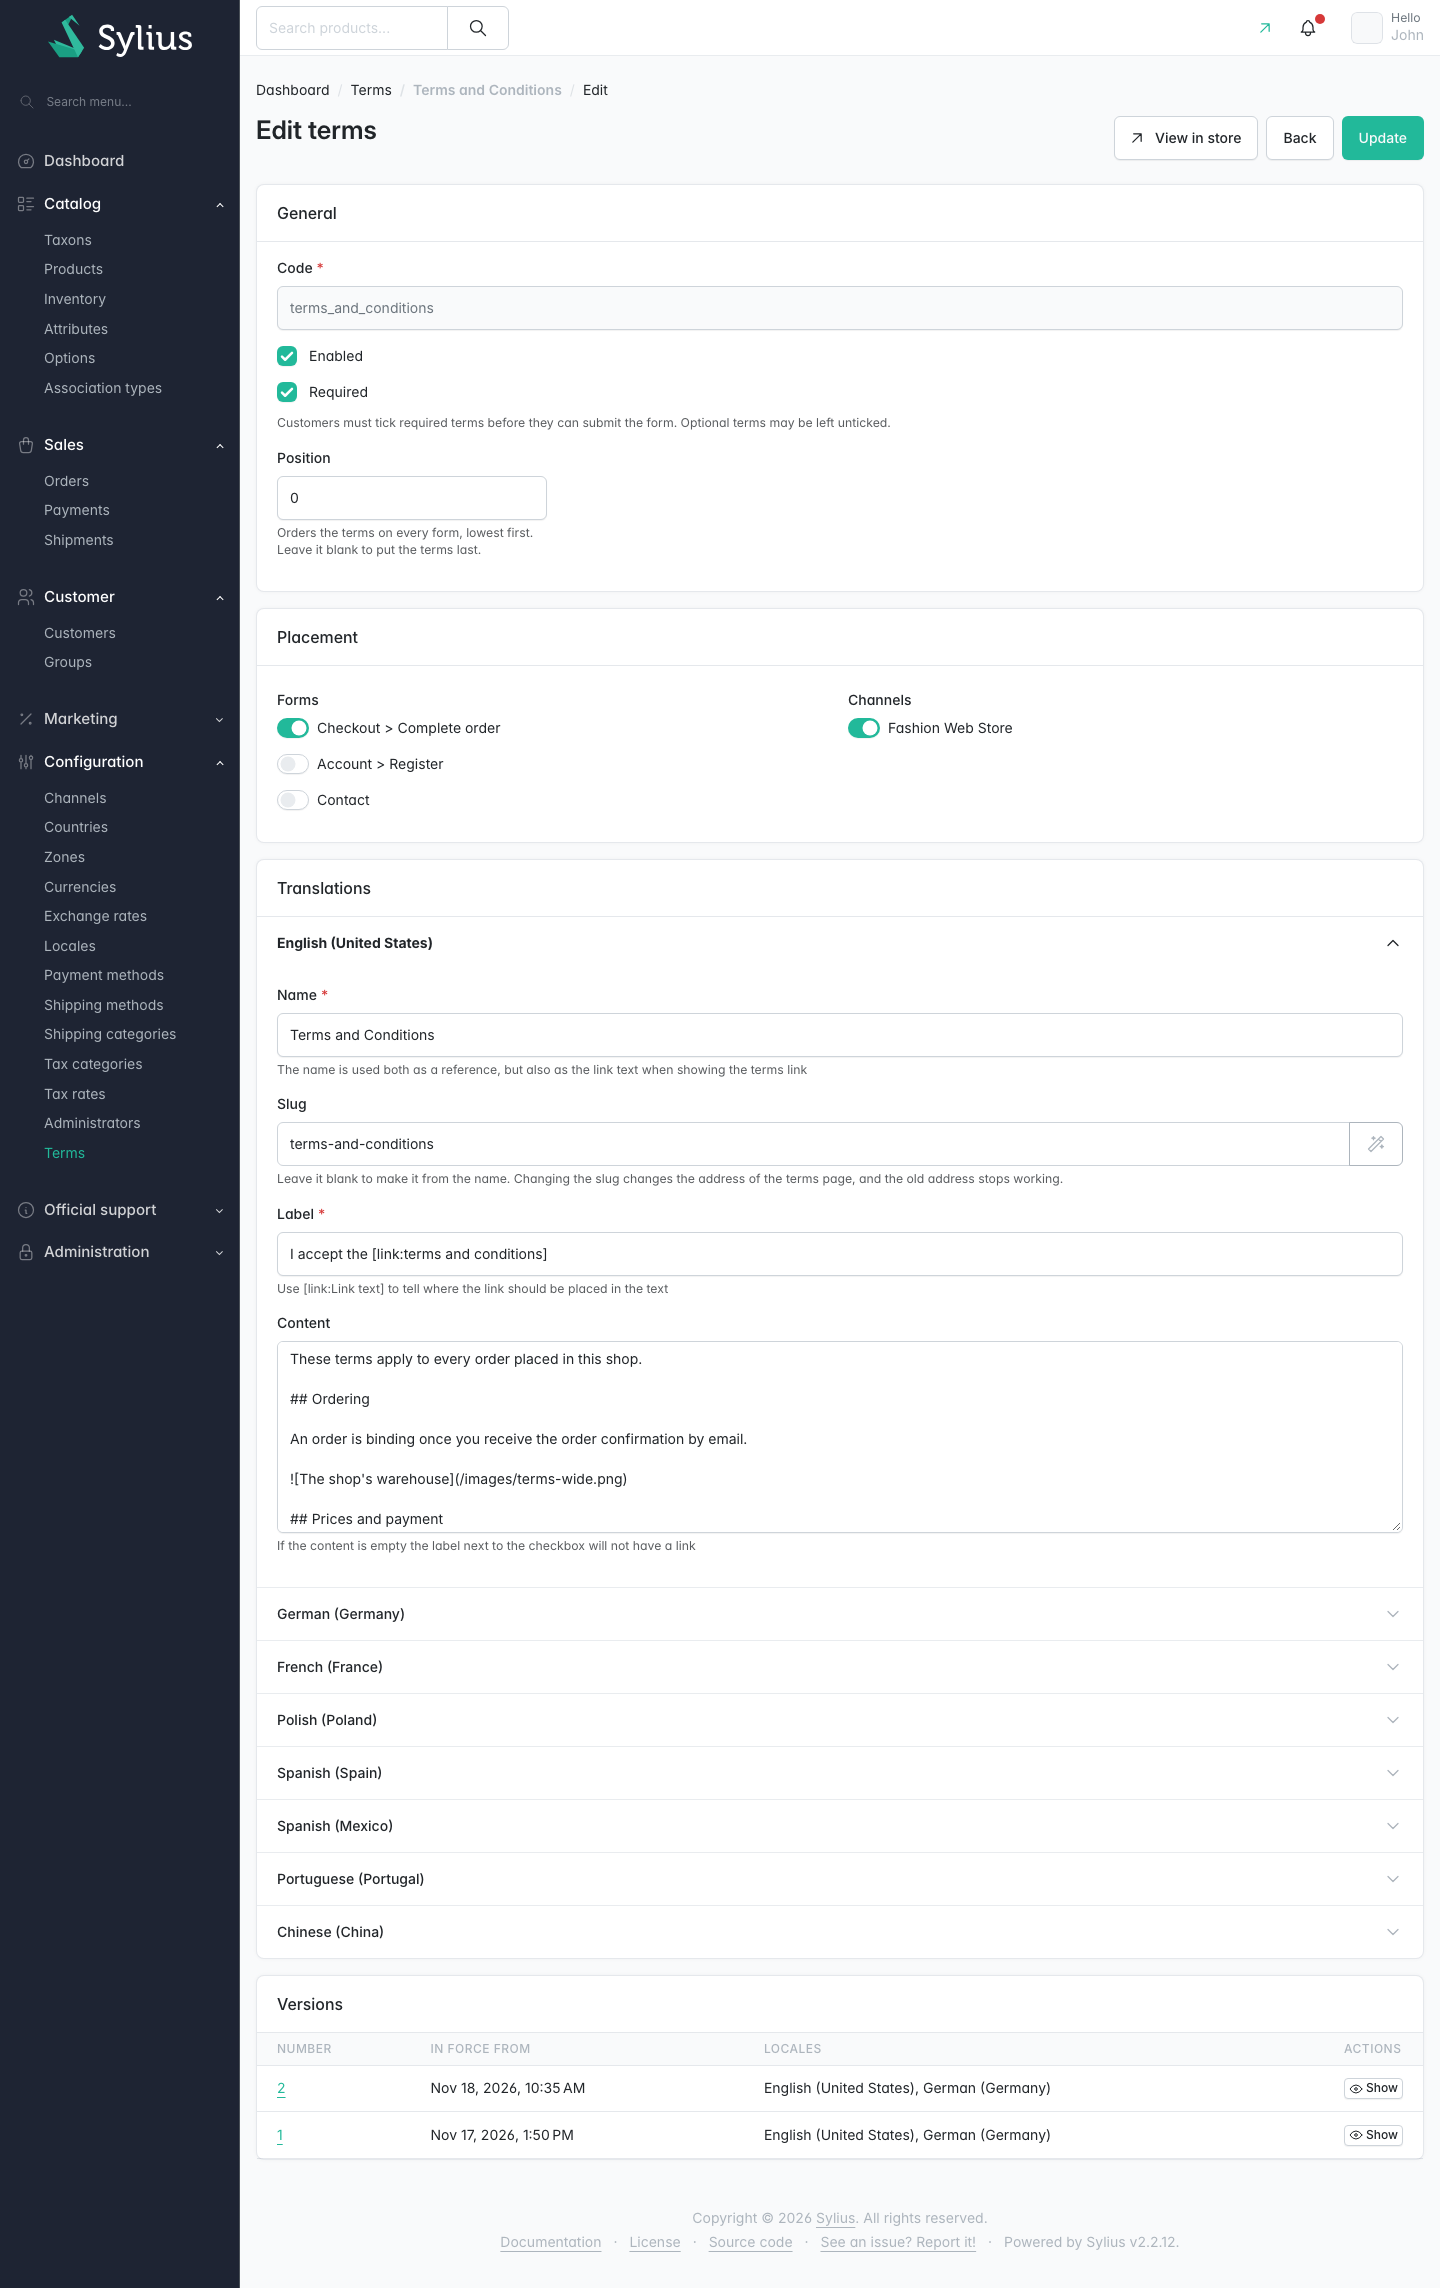 Sylius
Search menu...
Dashboard
Catalog
Taxons
Products
Inventory
Attributes
Options
Association types
Sales
Orders
Payments
Shipments
Customer
Customers
Groups
Marketing
Configuration
Channels
Countries
Zones
Currencies
Exchange rates
Locales
Payment methods
Shipping methods
Shipping categories
Tax categories
Tax rates
Administrators
Terms
Official support
Administration
Search products...
Hello
John
Dashboard / Terms / Terms and Conditions / Edit
Edit terms
View in store
Back
Update
General
Code *
terms_and_conditions
Enabled
Required
Customers must tick required terms before they can submit the form. Optional terms may be left unticked.
Position
0
Orders the terms on every form, lowest first.
Leave it blank to put the terms last.
Placement
Forms
Checkout > Complete order
Account > Register
Contact
Channels
Fashion Web Store
Translations
English (United States)
Name *
Terms and Conditions
The name is used both as a reference, but also as the link text when showing the terms link
Slug
terms-and-conditions
Leave it blank to make it from the name. Changing the slug changes the address of the terms page, and the old address stops working.
Label *
I accept the [link:terms and conditions]
Use [link:Link text] to tell where the link should be placed in the text
Content
These terms apply to every order placed in this shop.
## Ordering
An order is binding once you receive the order confirmation by email.
![The shop's warehouse](/images/terms-wide.png)
## Prices and payment
If the content is empty the label next to the checkbox will not have a link
German (Germany)
French (France)
Polish (Poland)
Spanish (Spain)
Spanish (Mexico)
Portuguese (Portugal)
Chinese (China)
Versions
NUMBER IN FORCE FROM LOCALES ACTIONS
2 Nov 18, 2026, 10:35 AM English (United States), German (Germany) Show
1 Nov 17, 2026, 1:50 PM English (United States), German (Germany) Show
Copyright © 2026 Sylius. All rights reserved.
Documentation · License · Source code · See an issue? Report it! · Powered by Sylius v2.2.12.